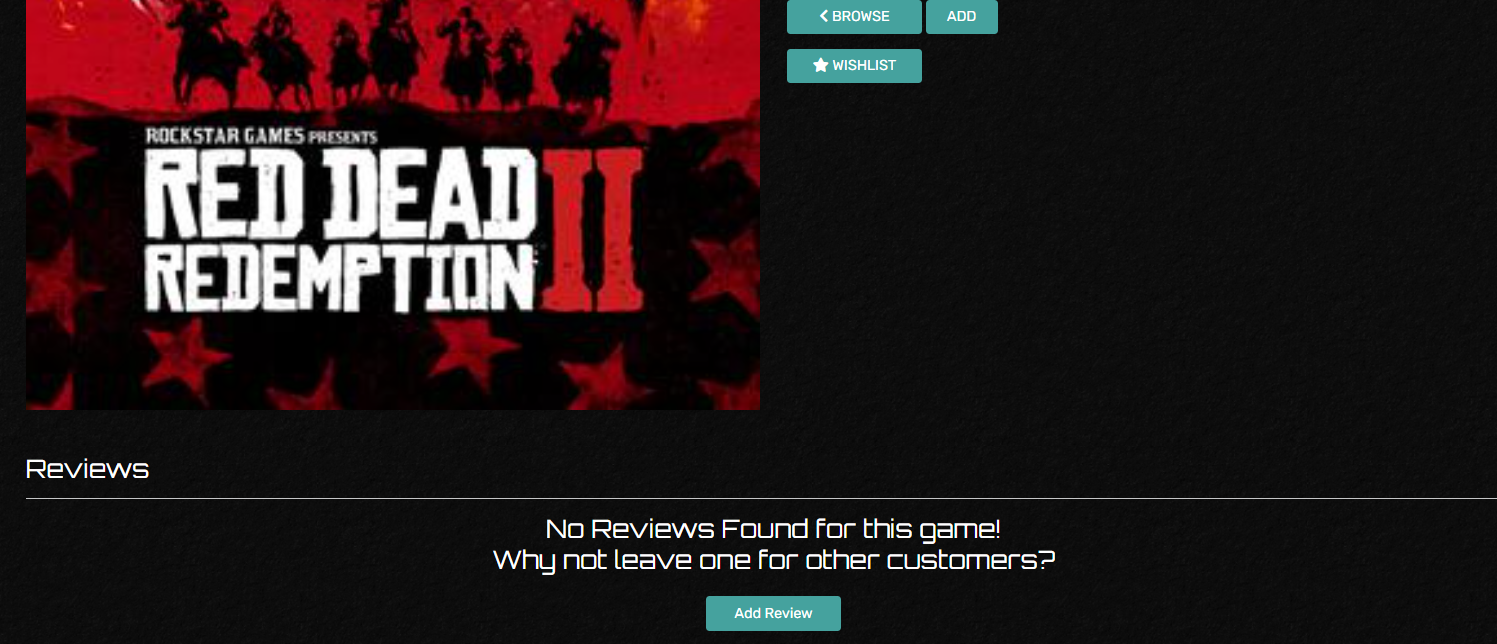 BROWSE ADD
WISHLIST
ROCKSTAR GAMES PRESENTS
RED DEAD
REDEMPTION II
Reviews
No Reviews Found for this game!
Why not leave one for other customers?
Add Review